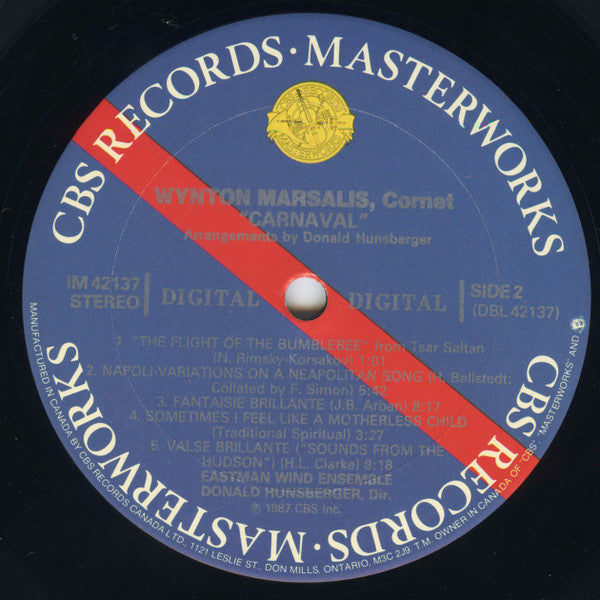 CBS RECORDS · MASTERWORKS
WYNTON MARSALIS, Cornet
"CARNAVAL"
Arrangements by Donald Hunsberger
IM 42137
STEREO
DIGITAL
DIGITAL
SIDE 2
(DBL 42137)
1. "THE FLIGHT OF THE BUMBLEBEE" from Tsar Saltan
(N. Rimsky-Korsakov) 1:01
2. NAPOLI-VARIATIONS ON A NEAPOLITAN SONG (H. Bellstedt;
Collated by F. Simon) 5:42
3. FANTAISIE BRILLANTE (J.B. Arban) 8:17
4. SOMETIMES I FEEL LIKE A MOTHERLESS CHILD
(Traditional Spiritual) 3:27
5. VALSE BRILLANTE ("SOUNDS FROM THE
HUDSON") (H.L. Clarke) 3:18
EASTMAN WIND ENSEMBLE
DONALD HUNSBERGER, Dir.
℗ 1987 CBS Inc.
CBS RECORDS · MASTERWORKS
MANUFACTURED IN CANADA BY CBS RECORDS CANADA LTD., 1121 LESLIE ST., DON MILLS, ONTARIO, M3C 2J9. T.M. OWNER IN CANADA OF "CBS" "MASTERWORKS" AND